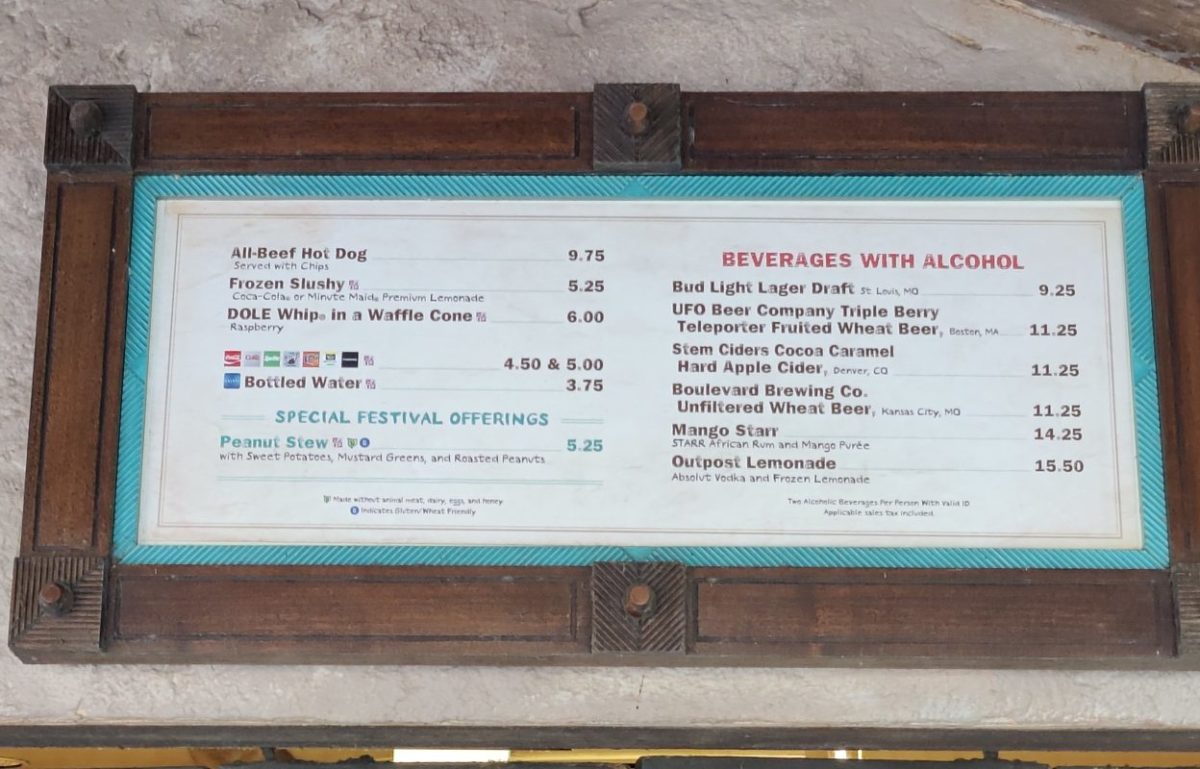 All-Beef Hot Dog 9.75
Served with Chips
Frozen Slushy 5.25
Coca-Cola® or Minute Maid® Premium Lemonade
DOLE Whip® in a Waffle Cone 6.00
Raspberry
4.50 & 5.00
Bottled Water 3.75
SPECIAL FESTIVAL OFFERINGS
Peanut Stew 5.25
with Sweet Potatoes, Mustard Greens, and Roasted Peanuts
Made without animal meat, dairy, eggs, and honey
Indicates Gluten/Wheat Friendly
BEVERAGES WITH ALCOHOL
Bud Light Lager Draft St. Louis, MO 9.25
UFO Beer Company Triple Berry
Teleporter Fruited Wheat Beer, Boston, MA 11.25
Stem Ciders Cocoa Caramel
Hard Apple Cider, Denver, CO 11.25
Boulevard Brewing Co.
Unfiltered Wheat Beer, Kansas City, MO 11.25
Mango Starr 14.25
STARR African Rum and Mango Purée
Outpost Lemonade 15.50
Absolut Vodka and Frozen Lemonade
Two Alcoholic Beverages Per Person With Valid ID
Applicable sales tax included.